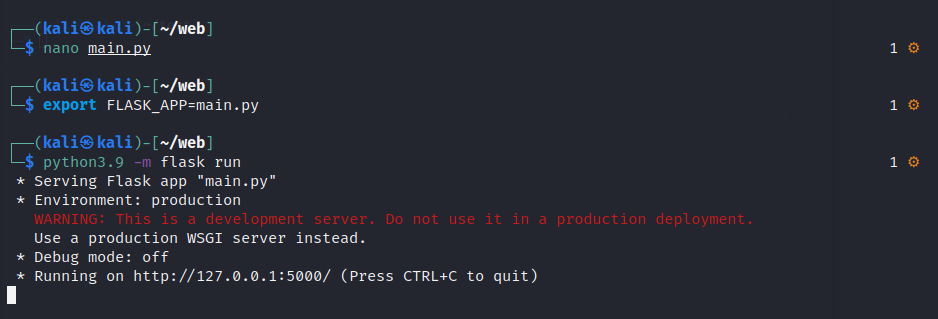 ┌──(kali㉿kali)-[~/web]
└─$ nano main.py 1 ⚙
┌──(kali㉿kali)-[~/web]
└─$ export FLASK_APP=main.py 1 ⚙
┌──(kali㉿kali)-[~/web]
└─$ python3.9 -m flask run 1 ⚙
* Serving Flask app "main.py"
* Environment: production
WARNING: This is a development server. Do not use it in a production deployment.
Use a production WSGI server instead.
* Debug mode: off
* Running on http://127.0.0.1:5000/ (Press CTRL+C to quit)